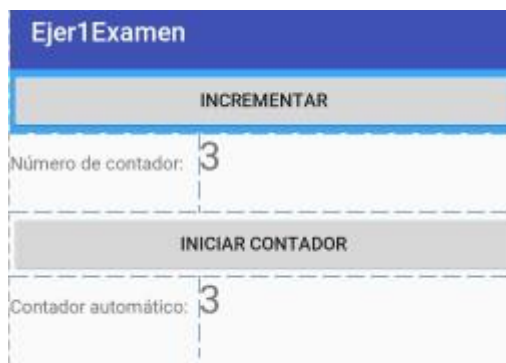 Ejer1Examen
INCREMENTAR
Número de contador: 3
INICIAR CONTADOR
Contador automático: 3